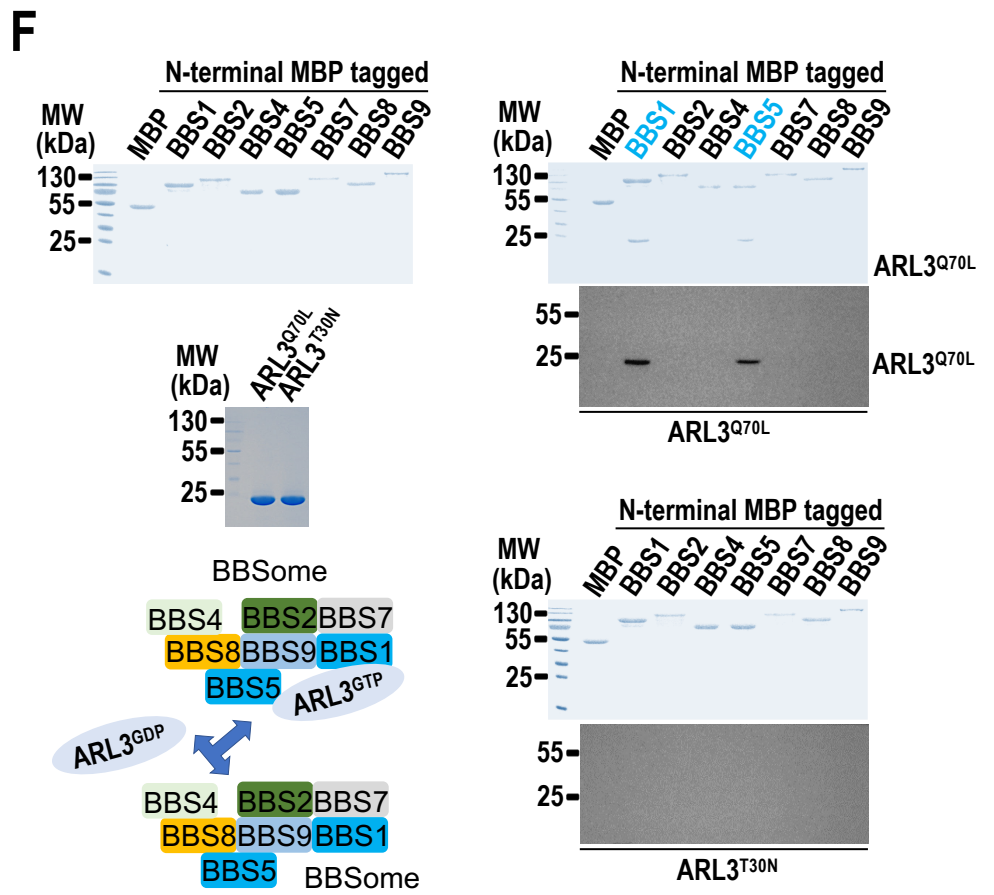 F
N-terminal MBP tagged
MW
(kDa)
MBP
BBS1
BBS2
BBS4
BBS5
BBS7
BBS8
BBS9
130
55
25
MW
(kDa)
ARL3Q70L
ARL3T30N
130
55
25
BBSome
BBS4
BBS2
BBS7
BBS8
BBS9
BBS1
BBS5
ARL3GTP
ARL3GDP
BBS4
BBS2
BBS7
BBS8
BBS9
BBS1
BBS5
BBSome
N-terminal MBP tagged
MW
(kDa)
MBP
BBS1
BBS2
BBS4
BBS5
BBS7
BBS8
BBS9
130
55
25
ARL3Q70L
55
25
ARL3Q70L
ARL3Q70L
N-terminal MBP tagged
MW
(kDa)
MBP
BBS1
BBS2
BBS4
BBS5
BBS7
BBS8
BBS9
130
55
25
55
25
ARL3T30N